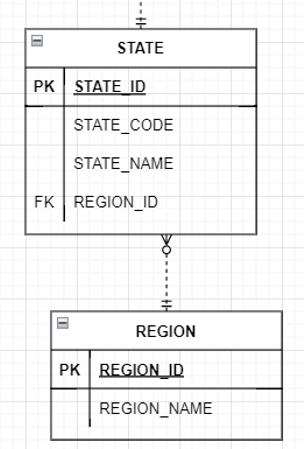 STATE
PK STATE_ID
STATE_CODE
STATE_NAME
FK REGION_ID
REGION
PK REGION_ID
REGION_NAME